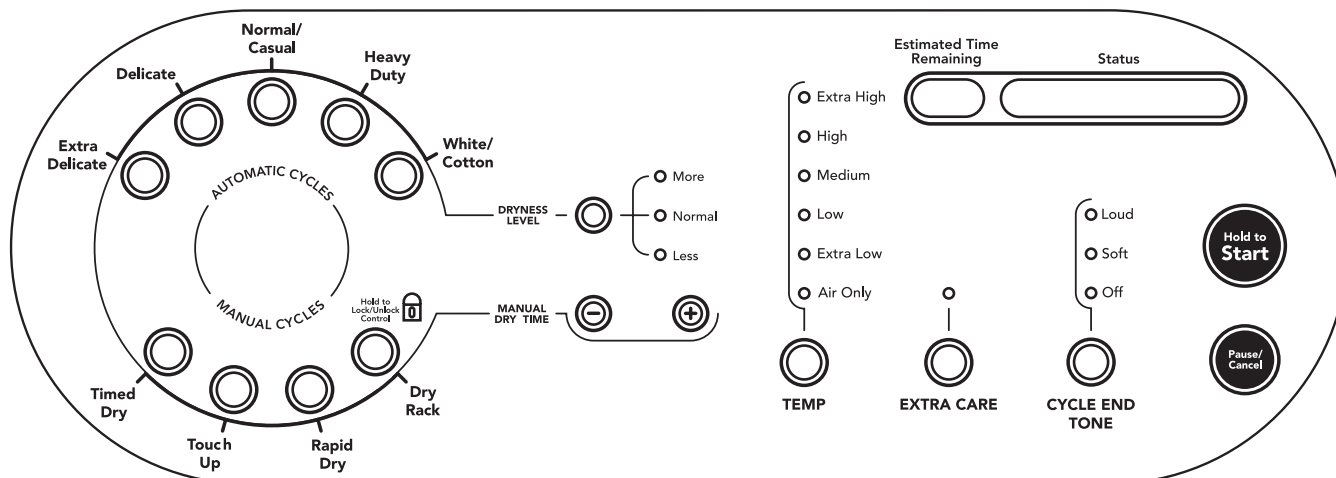 Normal/
Casual
Delicate
Heavy
Duty
Extra
Delicate
White/
Cotton
AUTOMATIC CYCLES
MANUAL CYCLES
Hold to
Lock/Unlock
Control
Timed
Dry
Touch
Up
Rapid
Dry
Dry
Rack
DRYNESS
LEVEL
More
Normal
Less
MANUAL
DRY TIME
Extra High
High
Medium
Low
Extra Low
Air Only
TEMP
EXTRA CARE
Estimated Time
Remaining
Status
Loud
Soft
Off
CYCLE END
TONE
Hold to
Start
Pause/
Cancel